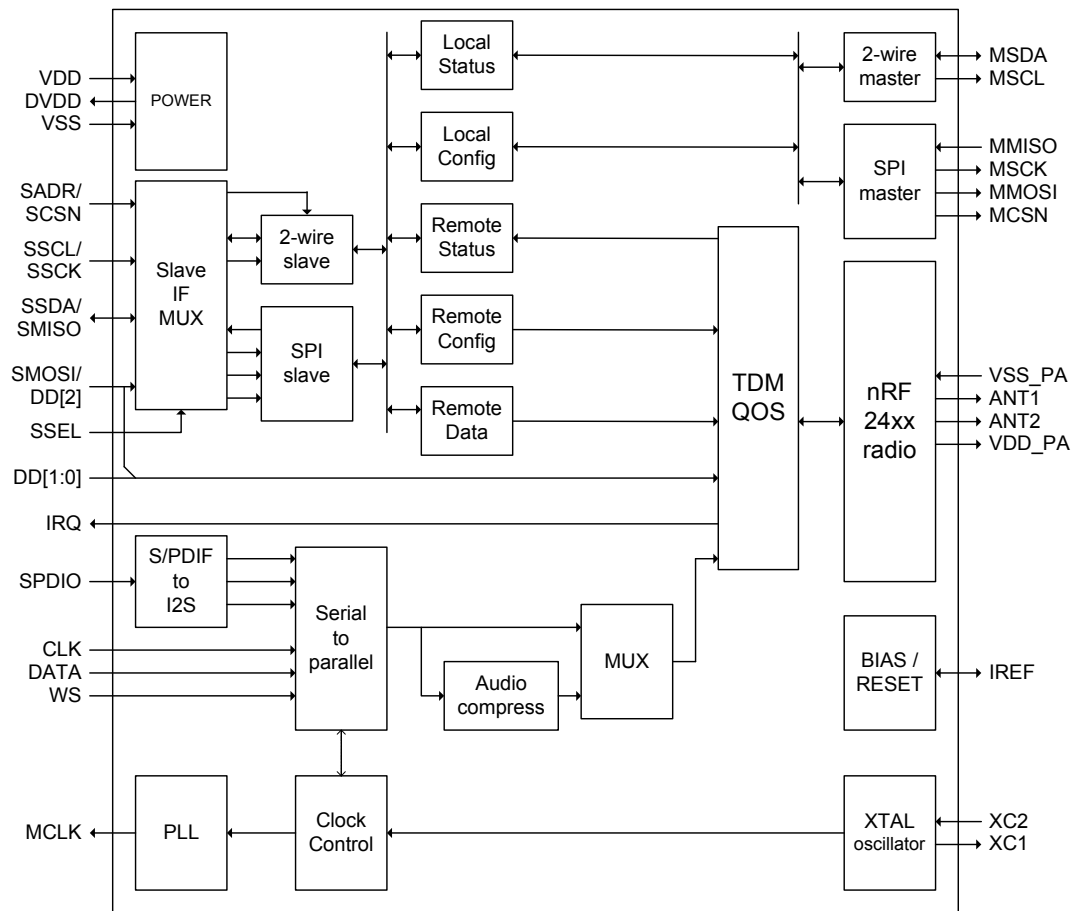 VDD
DVDD
VSS
POWER
Local
Status
2-wire
master
MSDA
MSCL
Local
Config
SPI
master
MMISO
MSCK
MMOSI
MCSN
SADR/
SCSN
SSCL/
SSCK
SSDA/
SMISO
SMOSI/
DD[2]
SSEL
Slave
IF
MUX
2-wire
slave
SPI
slave
Remote
Status
Remote
Config
Remote
Data
TDM
QOS
nRF
24xx
radio
VSS_PA
ANT1
ANT2
VDD_PA
DD[1:0]
IRQ
SPDIO
S/PDIF
to
I2S
CLK
DATA
WS
Serial
to
parallel
Audio
compress
MUX
BIAS /
RESET
IREF
MCLK
PLL
Clock
Control
XTAL
oscillator
XC2
XC1